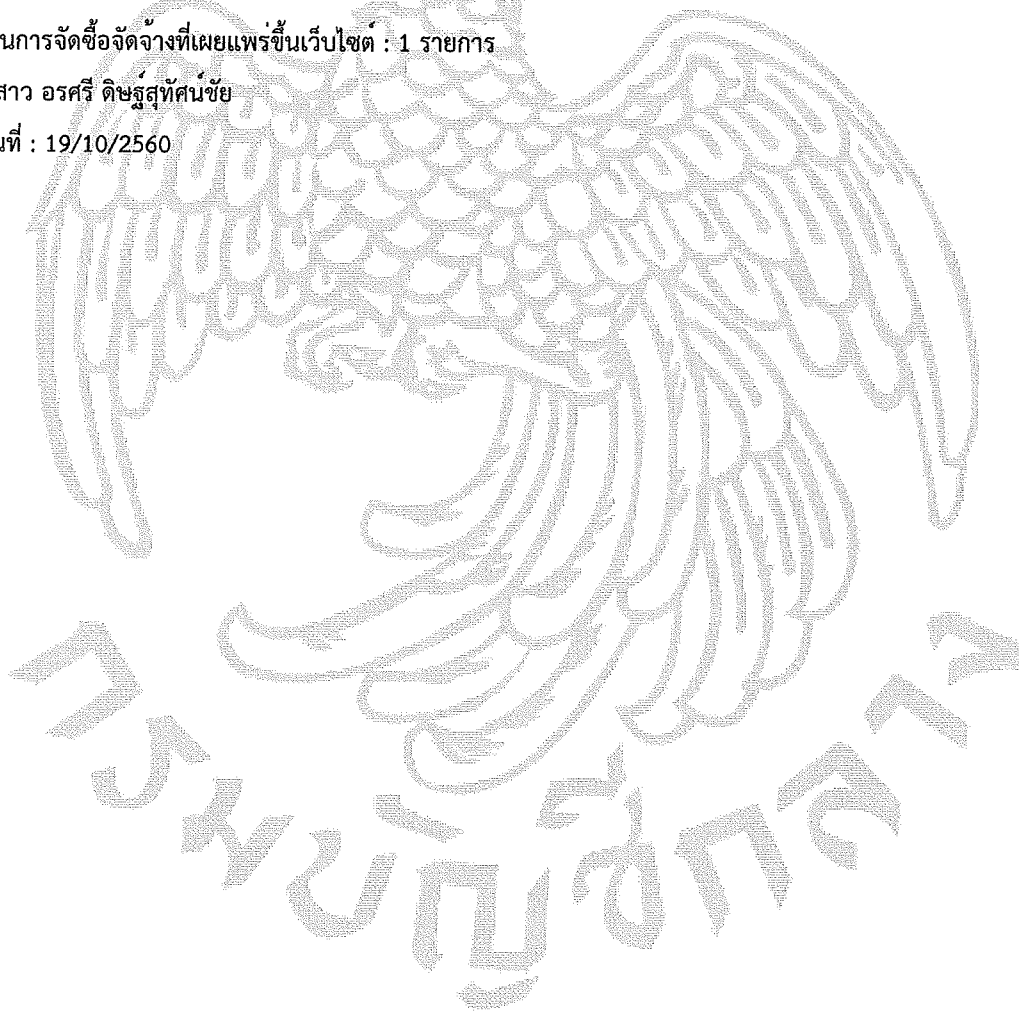 นการจัดซื้อจัดจ้างที่เผยแพร่ขึ้นเว็บไซต์ : 1 รายการ
สาว อรศรี ดิษฐ์สุทัศน์ชัย
นที่ : 19/10/2560
กรมบัญชีกลาง